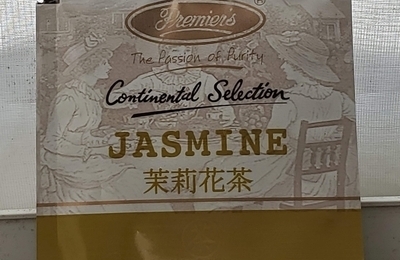 Premier's ®
The Passion of Purity
Continental Selection
JASMINE
茉莉花茶